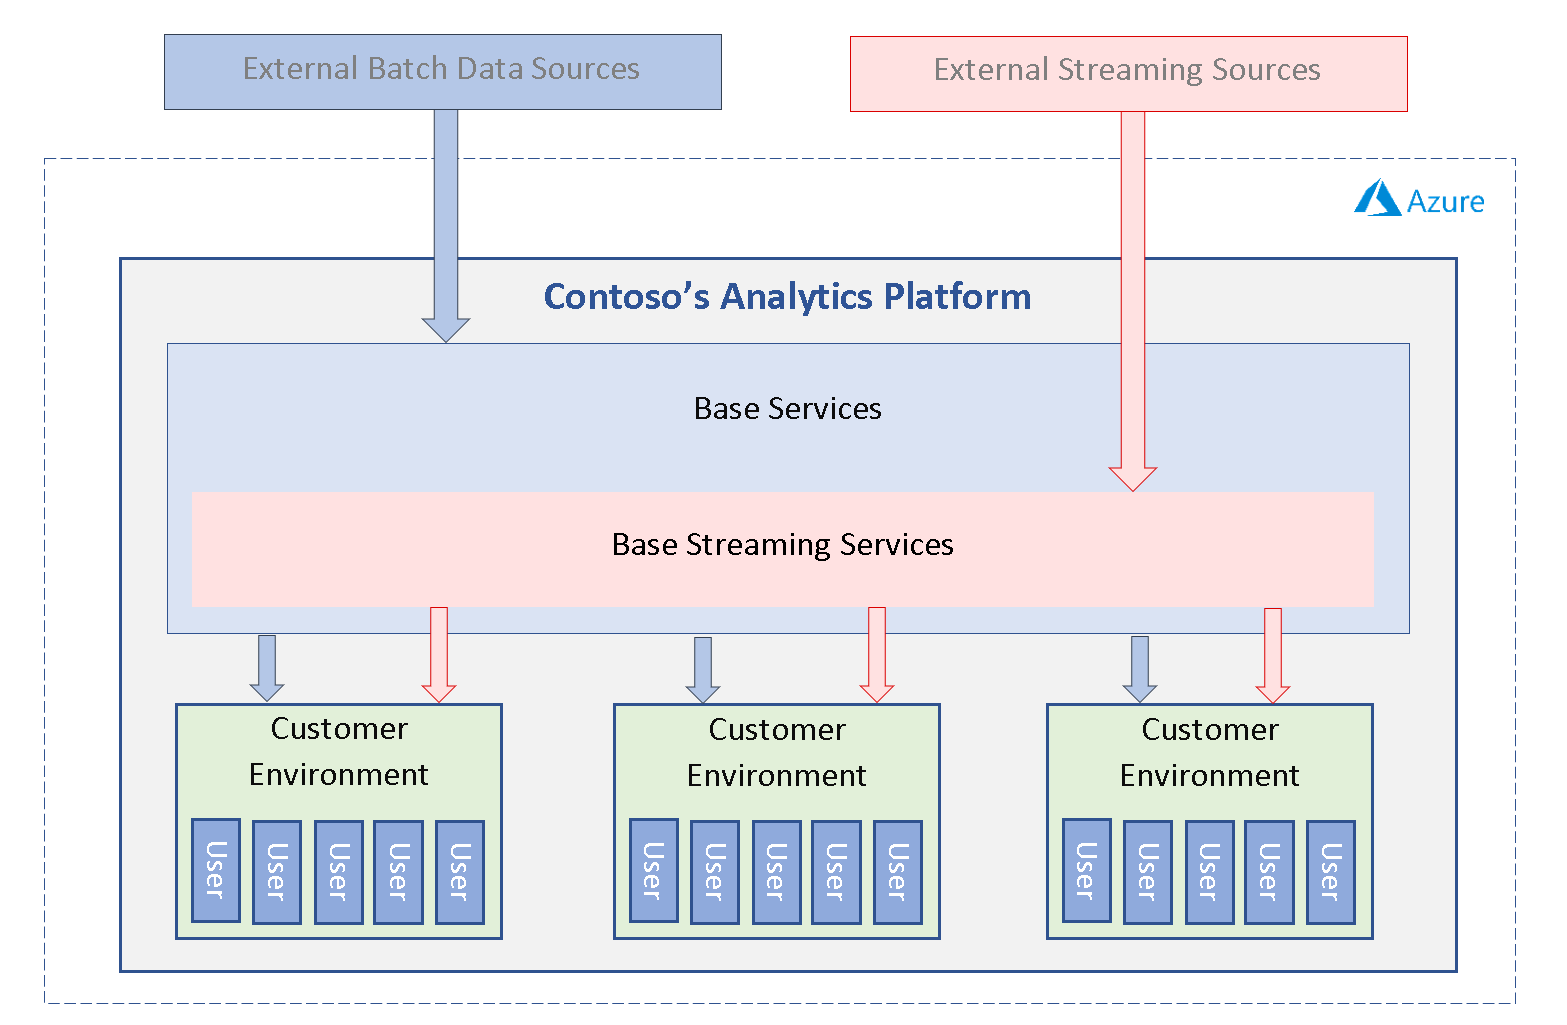 External Batch Data Sources
External Streaming Sources
Azure
Contoso’s Analytics Platform
Base Services
Base Streaming Services
Customer
Environment
User
User
User
User
User
Customer
Environment
User
User
User
User
User
Customer
Environment
User
User
User
User
User